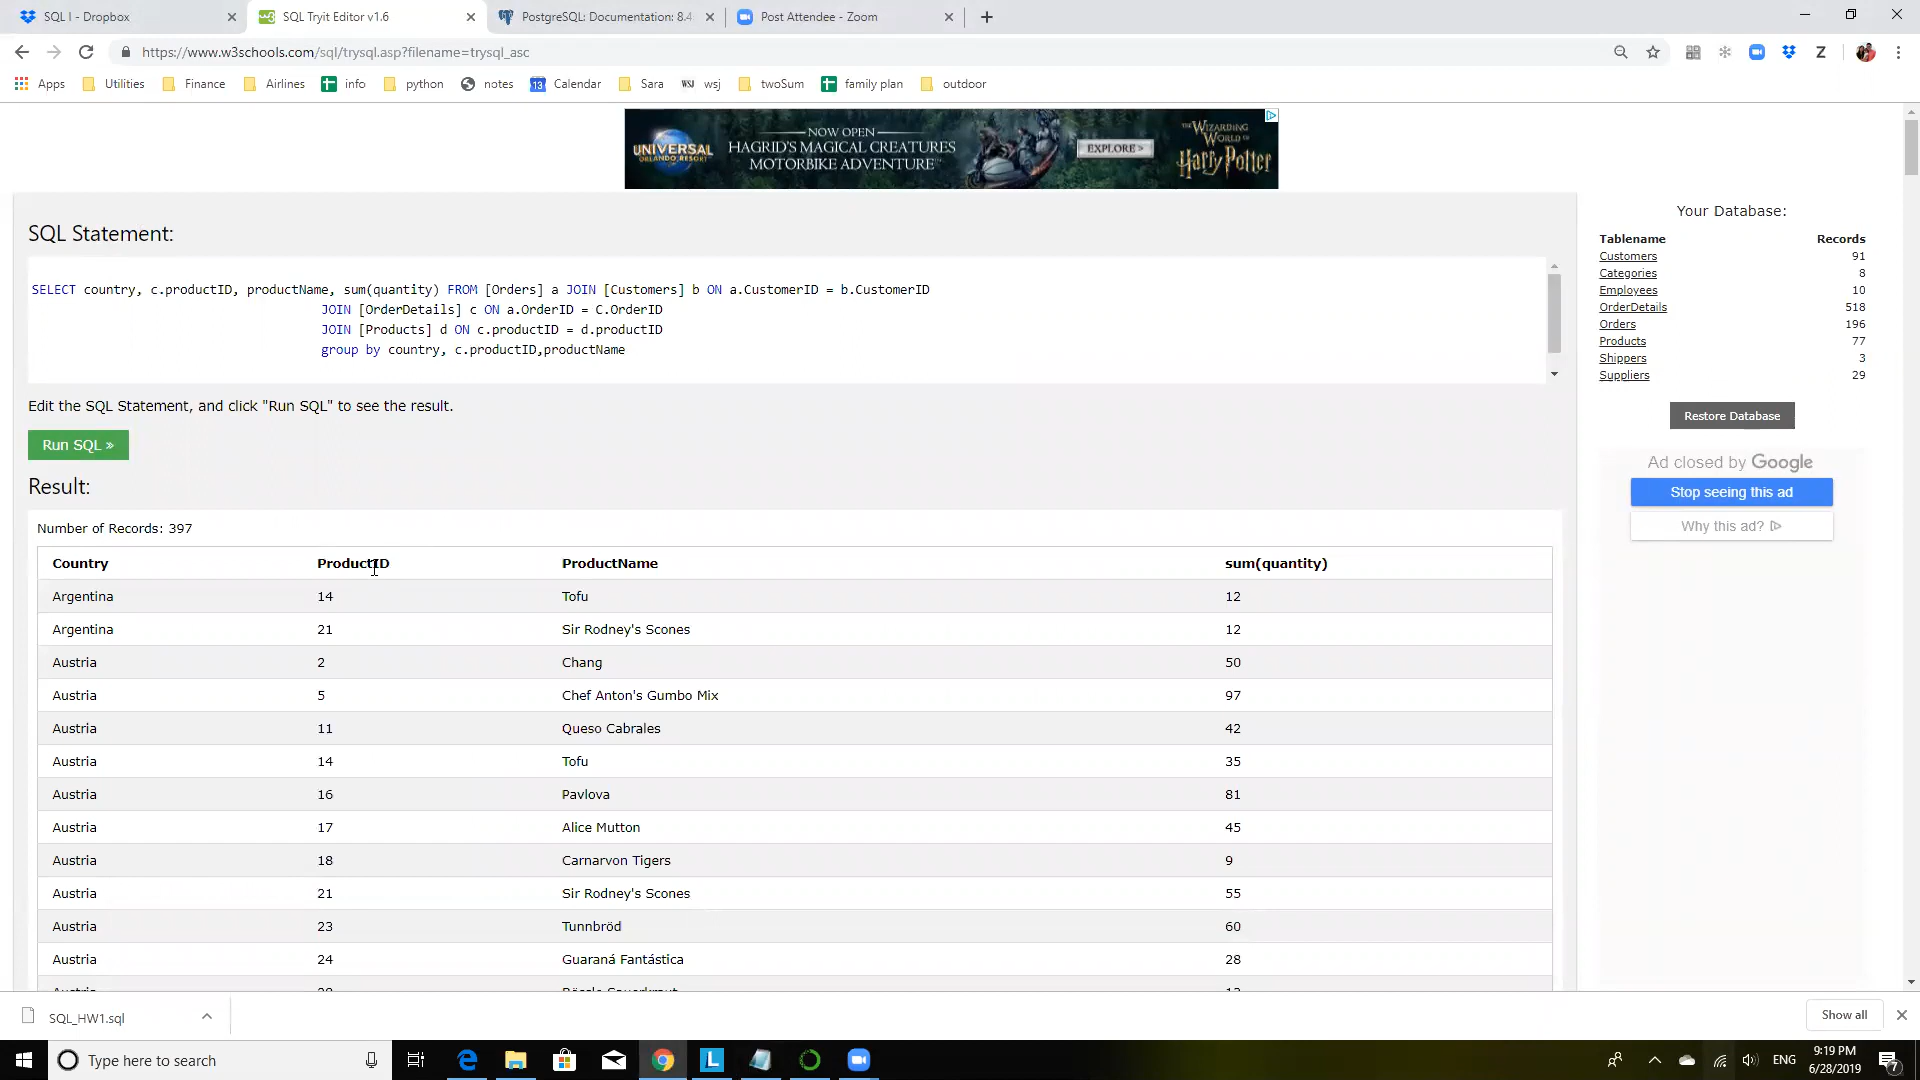 SQL I - Dropbox
SQL Tryit Editor v1.6
PostgreSQL: Documentation: 8.4
Post Attendee - Zoom
https://www.w3schools.com/sql/trysql.asp?filename=trysql_asc
Apps
Utilities
Finance
Airlines
info
python
notes
13
Calendar
Sara
WSJ
wsj
twoSum
family plan
outdoor
UNIVERSAL
ORLANDO RESORT
NOW OPEN
HAGRID'S MAGICAL CREATURES
MOTORBIKE ADVENTURE
EXPLORE >
THE WIZARDING
WORLD OF
Harry Potter
SQL Statement:
SELECT country, c.productID, productName, sum(quantity) FROM [Orders] a JOIN [Customers] b ON a.CustomerID = b.CustomerID
JOIN [OrderDetails] c ON a.OrderID = C.OrderID
JOIN [Products] d ON c.productID = d.productID
group by country, c.productID,productName
Edit the SQL Statement, and click "Run SQL" to see the result.
Run SQL »
Result:
Number of Records: 397
Country ProductID ProductName sum(quantity)
Argentina 14 Tofu 12
Argentina 21 Sir Rodney's Scones 12
Austria 2 Chang 50
Austria 5 Chef Anton's Gumbo Mix 97
Austria 11 Queso Cabrales 42
Austria 14 Tofu 35
Austria 16 Pavlova 81
Austria 17 Alice Mutton 45
Austria 18 Carnarvon Tigers 9
Austria 21 Sir Rodney's Scones 55
Austria 23 Tunnbröd 60
Austria 24 Guaraná Fantástica 28
Your Database:
Tablename Records
Customers 91
Categories 8
Employees 10
OrderDetails 518
Orders 196
Products 77
Shippers 3
Suppliers 29
Restore Database
Ad closed by Google
Stop seeing this ad
Why this ad?
SQL_HW1.sql
Show all
Type here to search
ENG
9:19 PM
6/28/2019
7